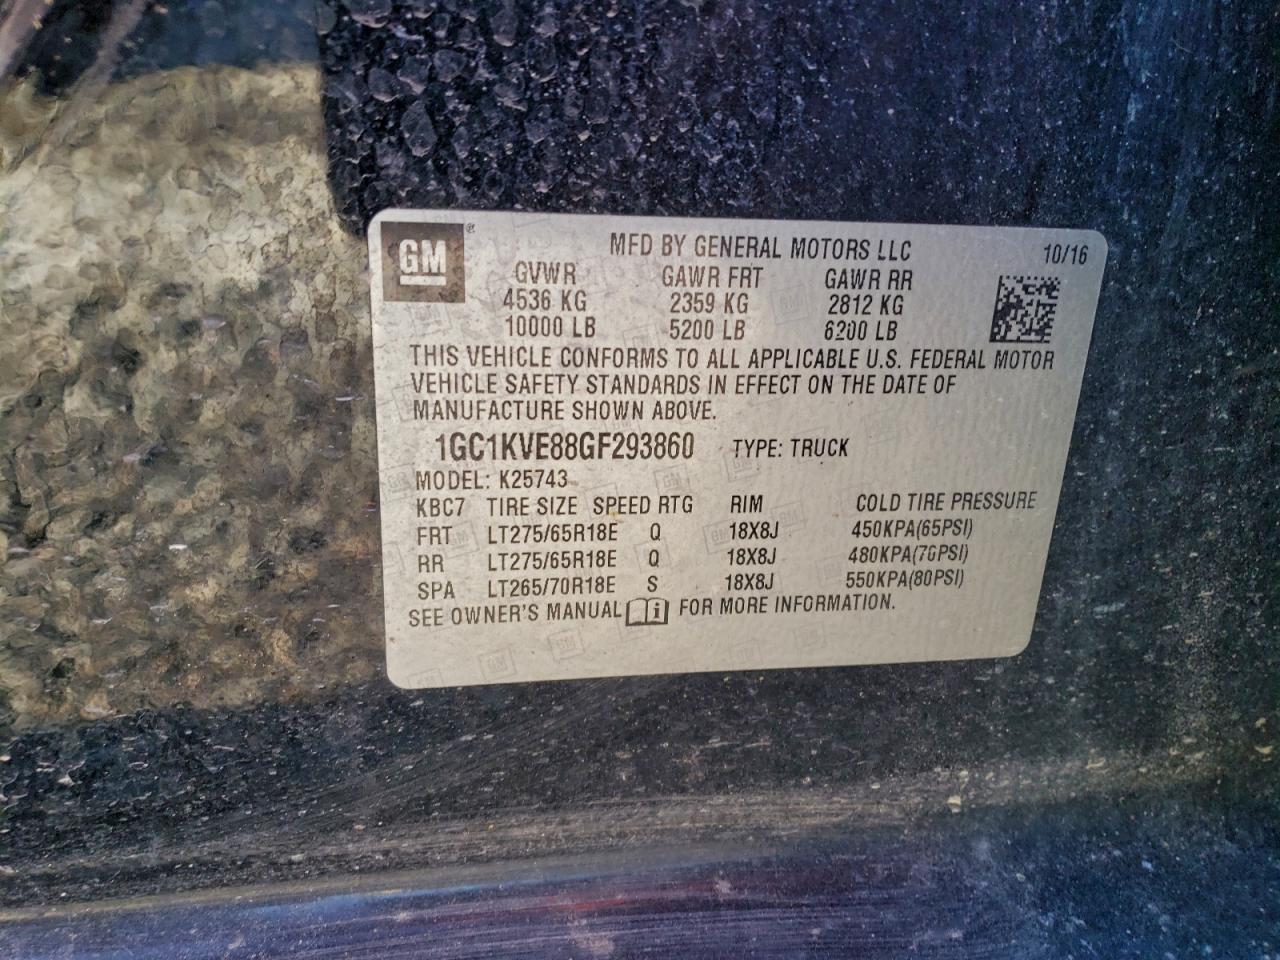 GM ® MFD BY GENERAL MOTORS LLC 10/16
GVWR GAWR FRT GAWR RR
4536 KG 2359 KG 2812 KG
10000 LB 5200 LB 6200 LB
THIS VEHICLE CONFORMS TO ALL APPLICABLE U.S. FEDERAL MOTOR
VEHICLE SAFETY STANDARDS IN EFFECT ON THE DATE OF
MANUFACTURE SHOWN ABOVE.
1GC1KVE88GF293860 TYPE: TRUCK
MODEL: K25743
KBC7 TIRE SIZE SPEED RTG RIM COLD TIRE PRESSURE
FRT LT275/65R18E Q 18X8J 450KPA(65PSI)
RR LT275/65R18E Q 18X8J 480KPA(70PSI)
SPA LT265/70R18E S 18X8J 550KPA(80PSI)
SEE OWNER'S MANUAL FOR MORE INFORMATION.